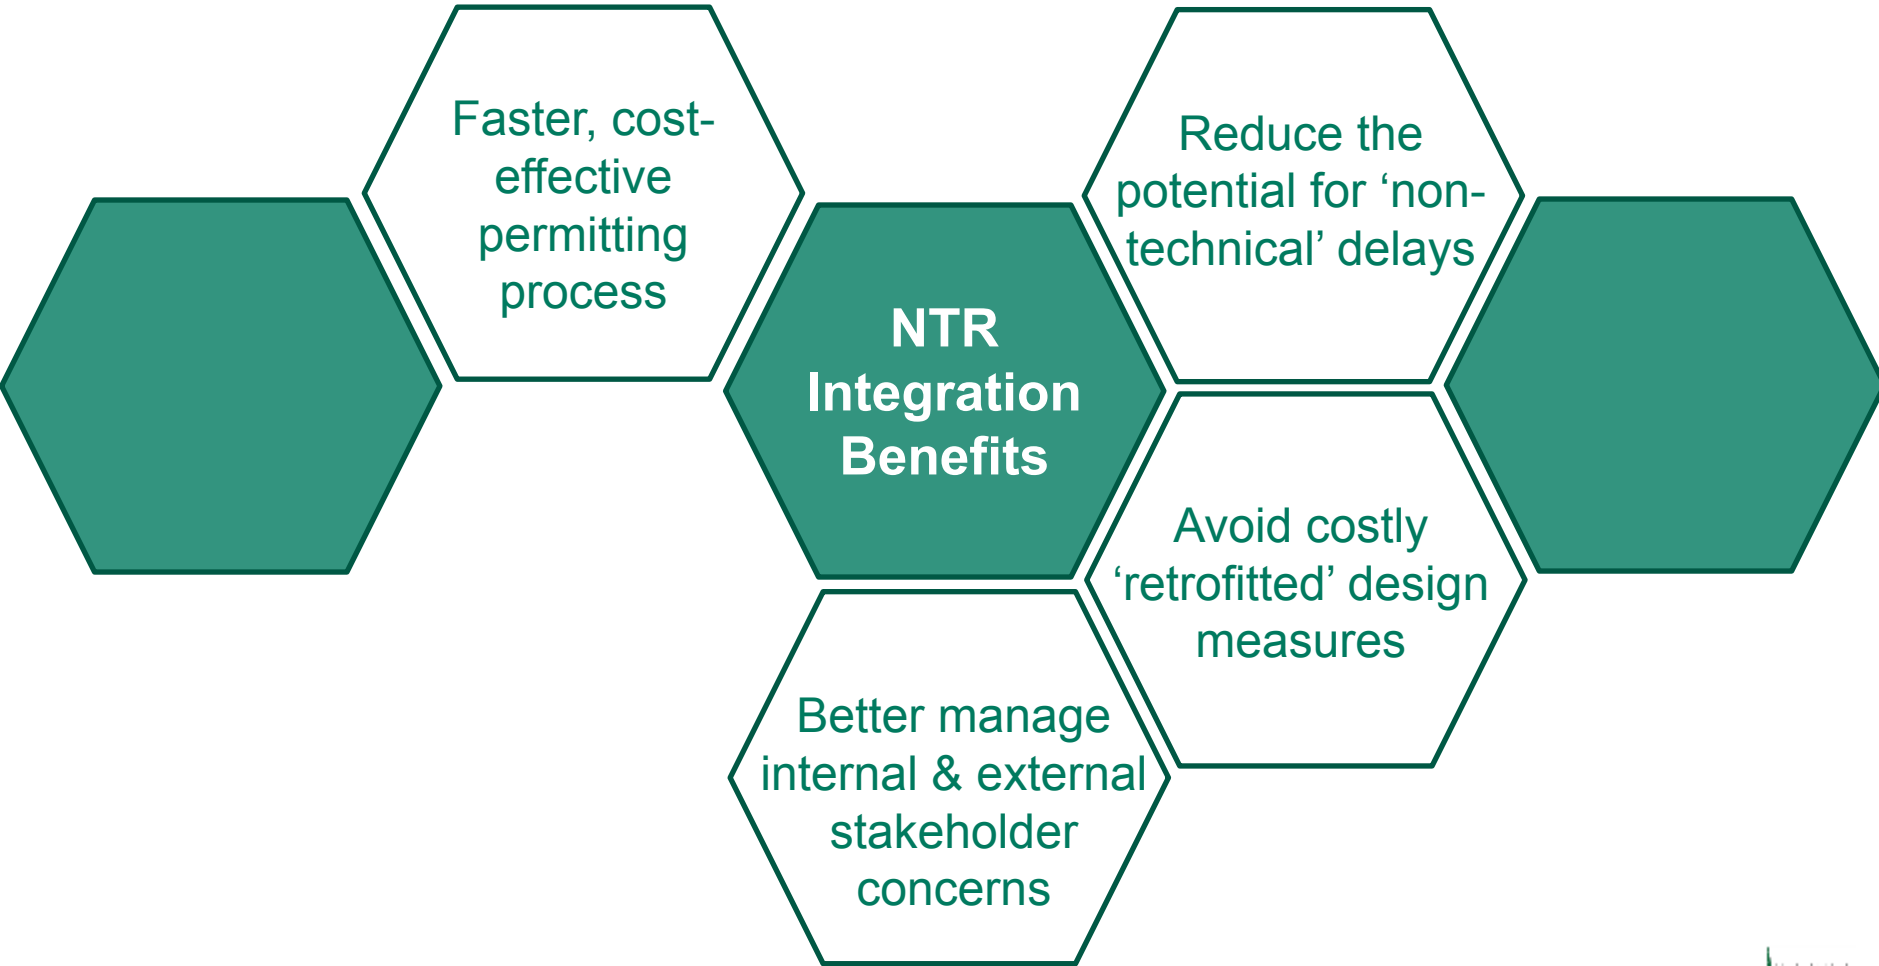 Faster, cost-
effective
permitting
process
Reduce the
potential for ‘non-
technical’ delays
NTR
Integration
Benefits
Avoid costly
‘retrofitted’ design
measures
Better manage
internal & external
stakeholder
concerns